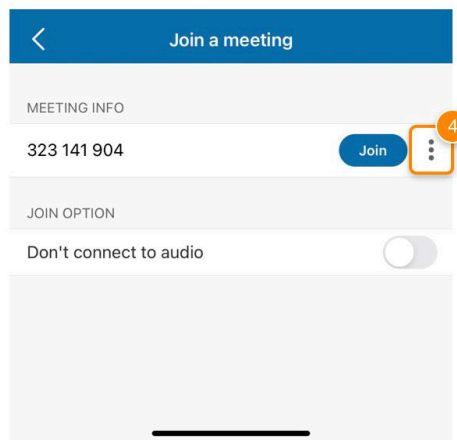 Join a meeting
4
MEETING INFO
323 141 904
Join
JOIN OPTION
Don't connect to audio